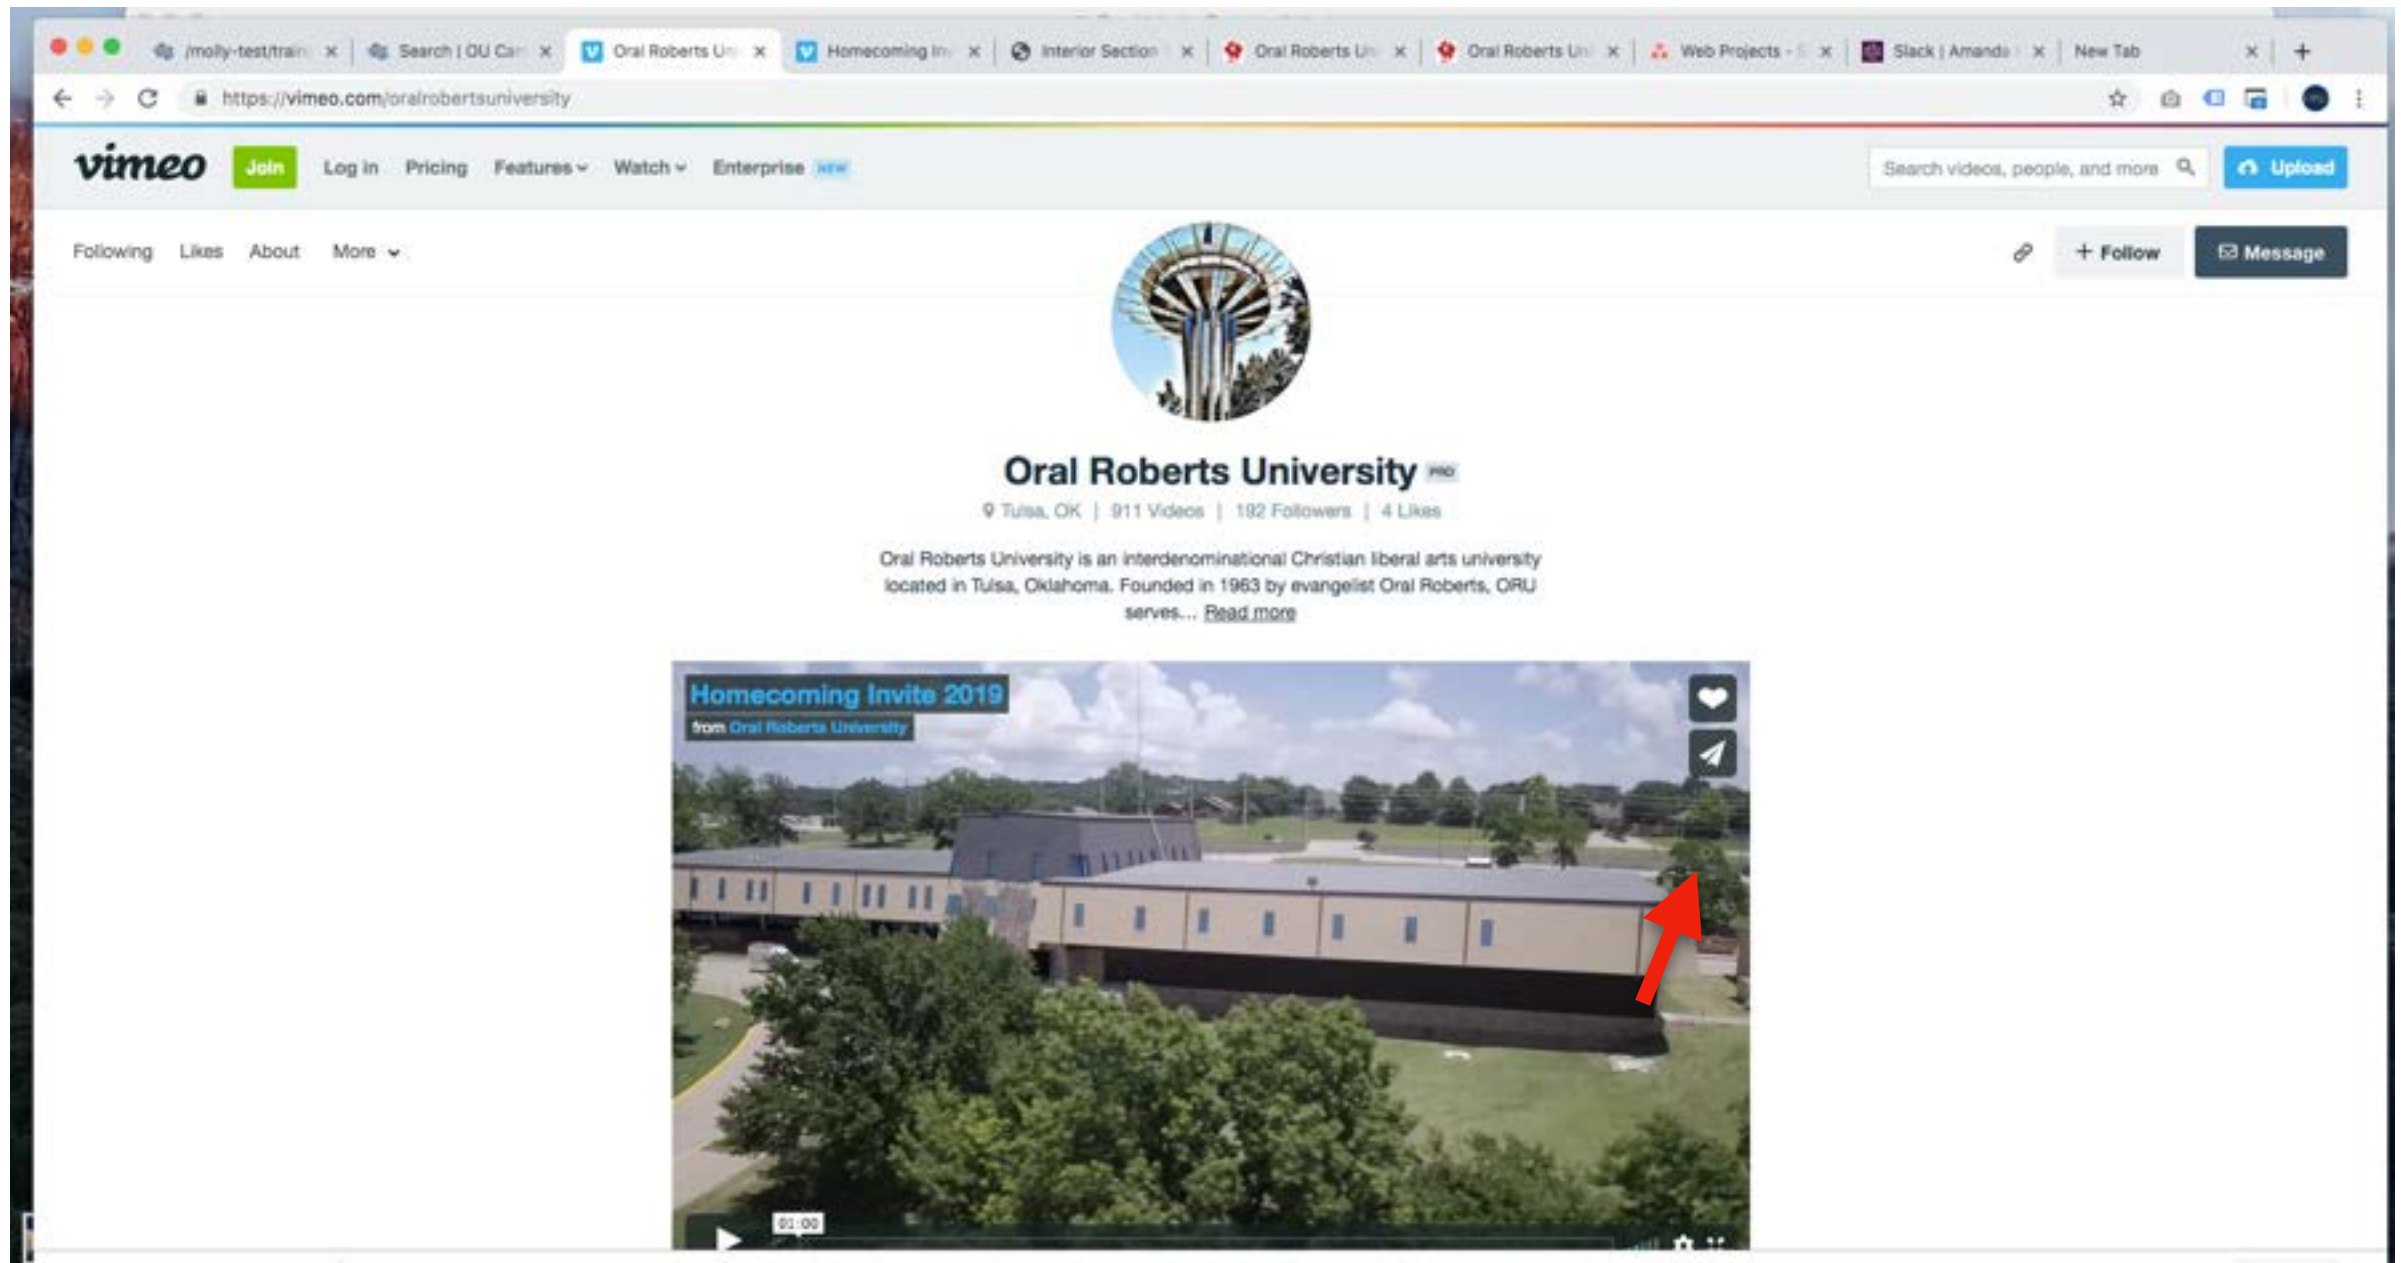 /molly-test/train
Search | OU Cam
Oral Roberts Un
Homecoming Inv
Interior Section
Oral Roberts Un
Oral Roberts Uni
Web Projects - S
Slack | Amanda
New Tab
https://vimeo.com/oralrobertsuniversity
vimeo
Join
Log in
Pricing
Features
Watch
Enterprise NEW
Search videos, people, and more
Upload
Following
Likes
About
More
+ Follow
Message
Oral Roberts University PRO
Tulsa, OK | 911 Videos | 192 Followers | 4 Likes
Oral Roberts University is an interdenominational Christian liberal arts university
located in Tulsa, Oklahoma. Founded in 1963 by evangelist Oral Roberts, ORU
serves... Read more
Homecoming Invite 2019
from Oral Roberts University
01:00